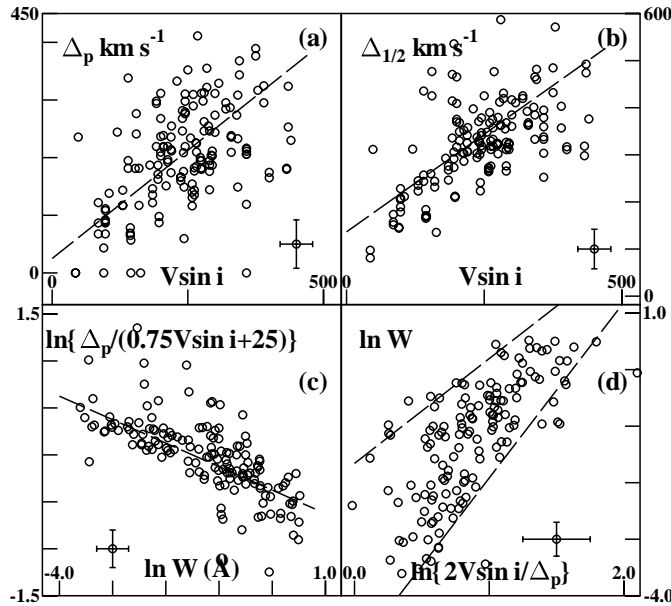 450
(a)
Δp km s⁻¹
0
0
Vsin i
500
600
(b)
Δ1/2 km s⁻¹
0
0
Vsin i
500
1.5
ln{ Δp/(0.75Vsin i+25)}
(c)
-1.5
-4.0
ln W (Å)
1.0
1.0
ln W
(d)
-4.0
0.0
ln{2Vsin i/Δp}
2.0